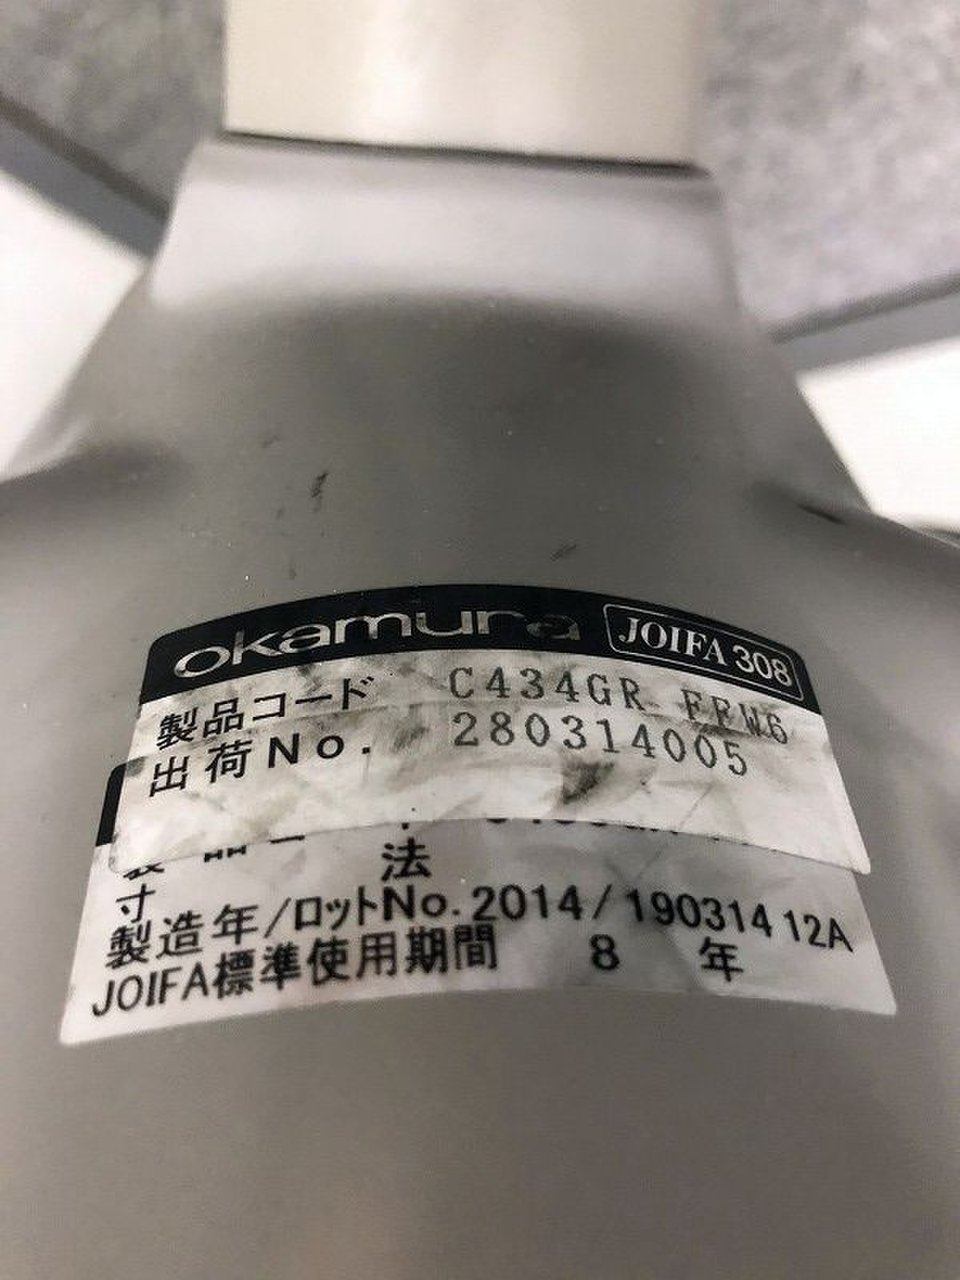 okamura JOIFA 308
製品コード C434GR FFW6
出荷No. 280314005
寸 法
製造年/ロットNo. 2014/190314 12A
JOIFA標準使用期間 8 年